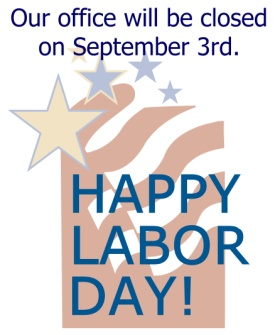 Our office will be closed
on September 3rd.
HAPPY
LABOR
DAY!